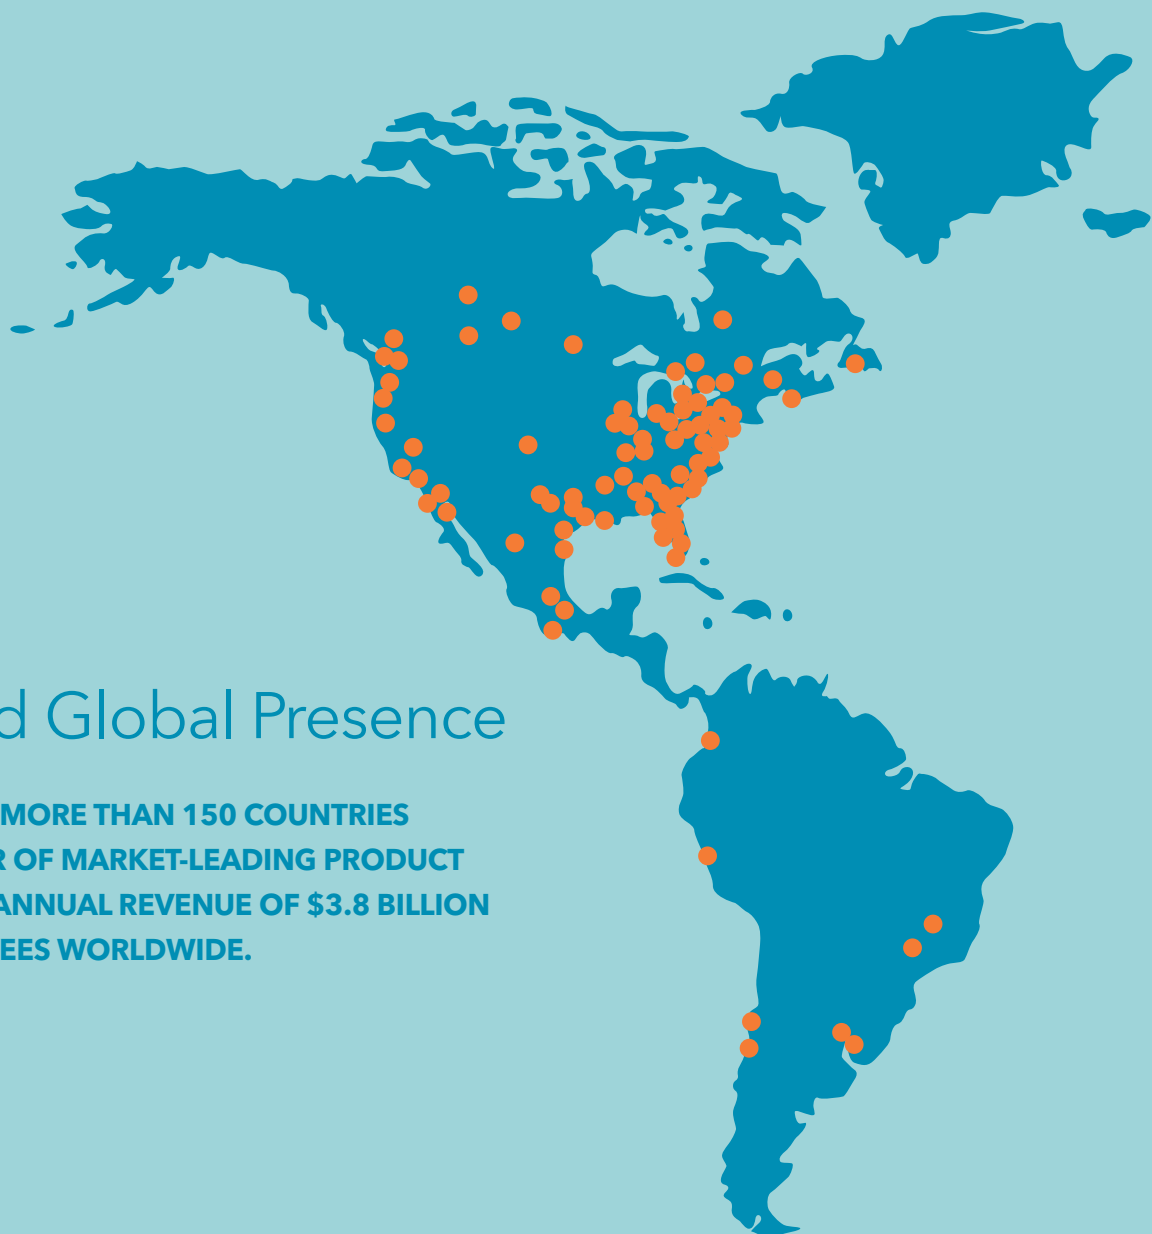 d Global Presence
MORE THAN 150 COUNTRIES
R OF MARKET-LEADING PRODUCT
ANNUAL REVENUE OF $3.8 BILLION
EES WORLDWIDE.